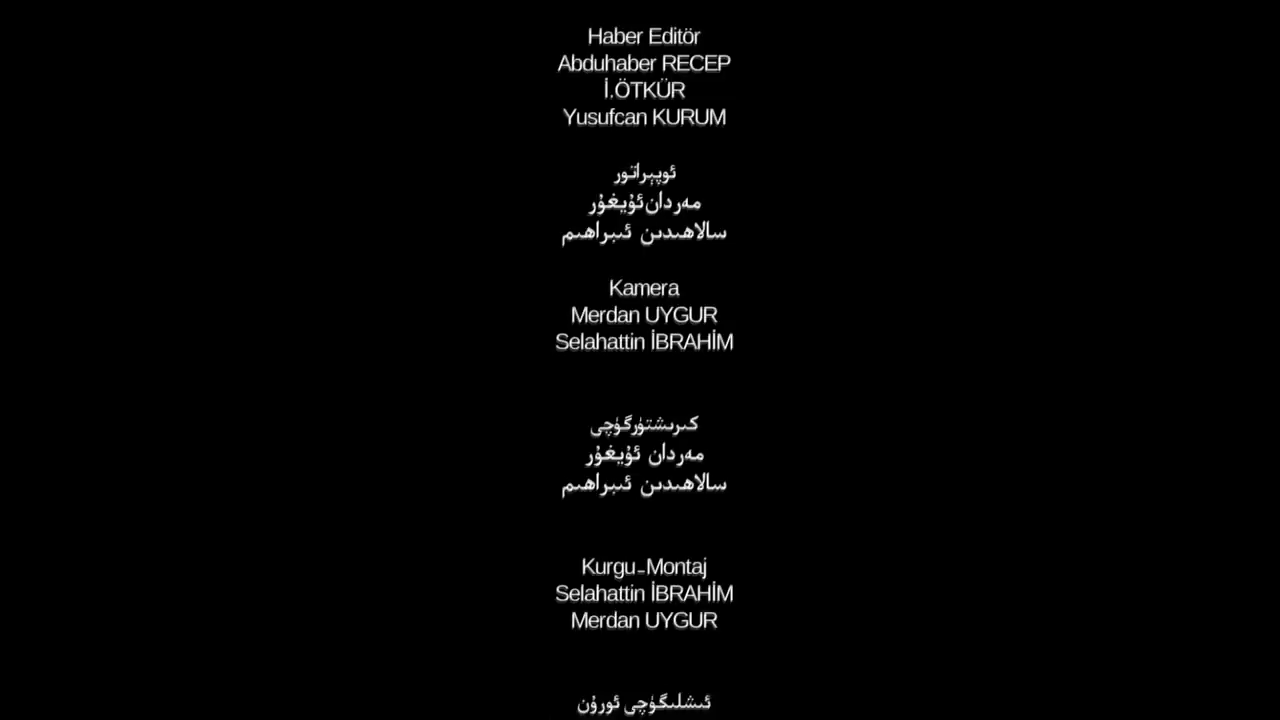 Haber Editör
Abduhaber RECEP
İ.ÖTKÜR
Yusufcan KURUM
ئوپېراتور
مەردان ئۇيغۇر
سالاھىدىن ئىبراھىم
Kamera
Merdan UYGUR
Selahattin İBRAHİM
كىرىشتۈرگۈچى
مەردان ئۇيغۇر
سالاھىدىن ئىبراھىم
Kurgu-Montaj
Selahattin İBRAHİM
Merdan UYGUR
ئىشلىگۈچى ئورۇن